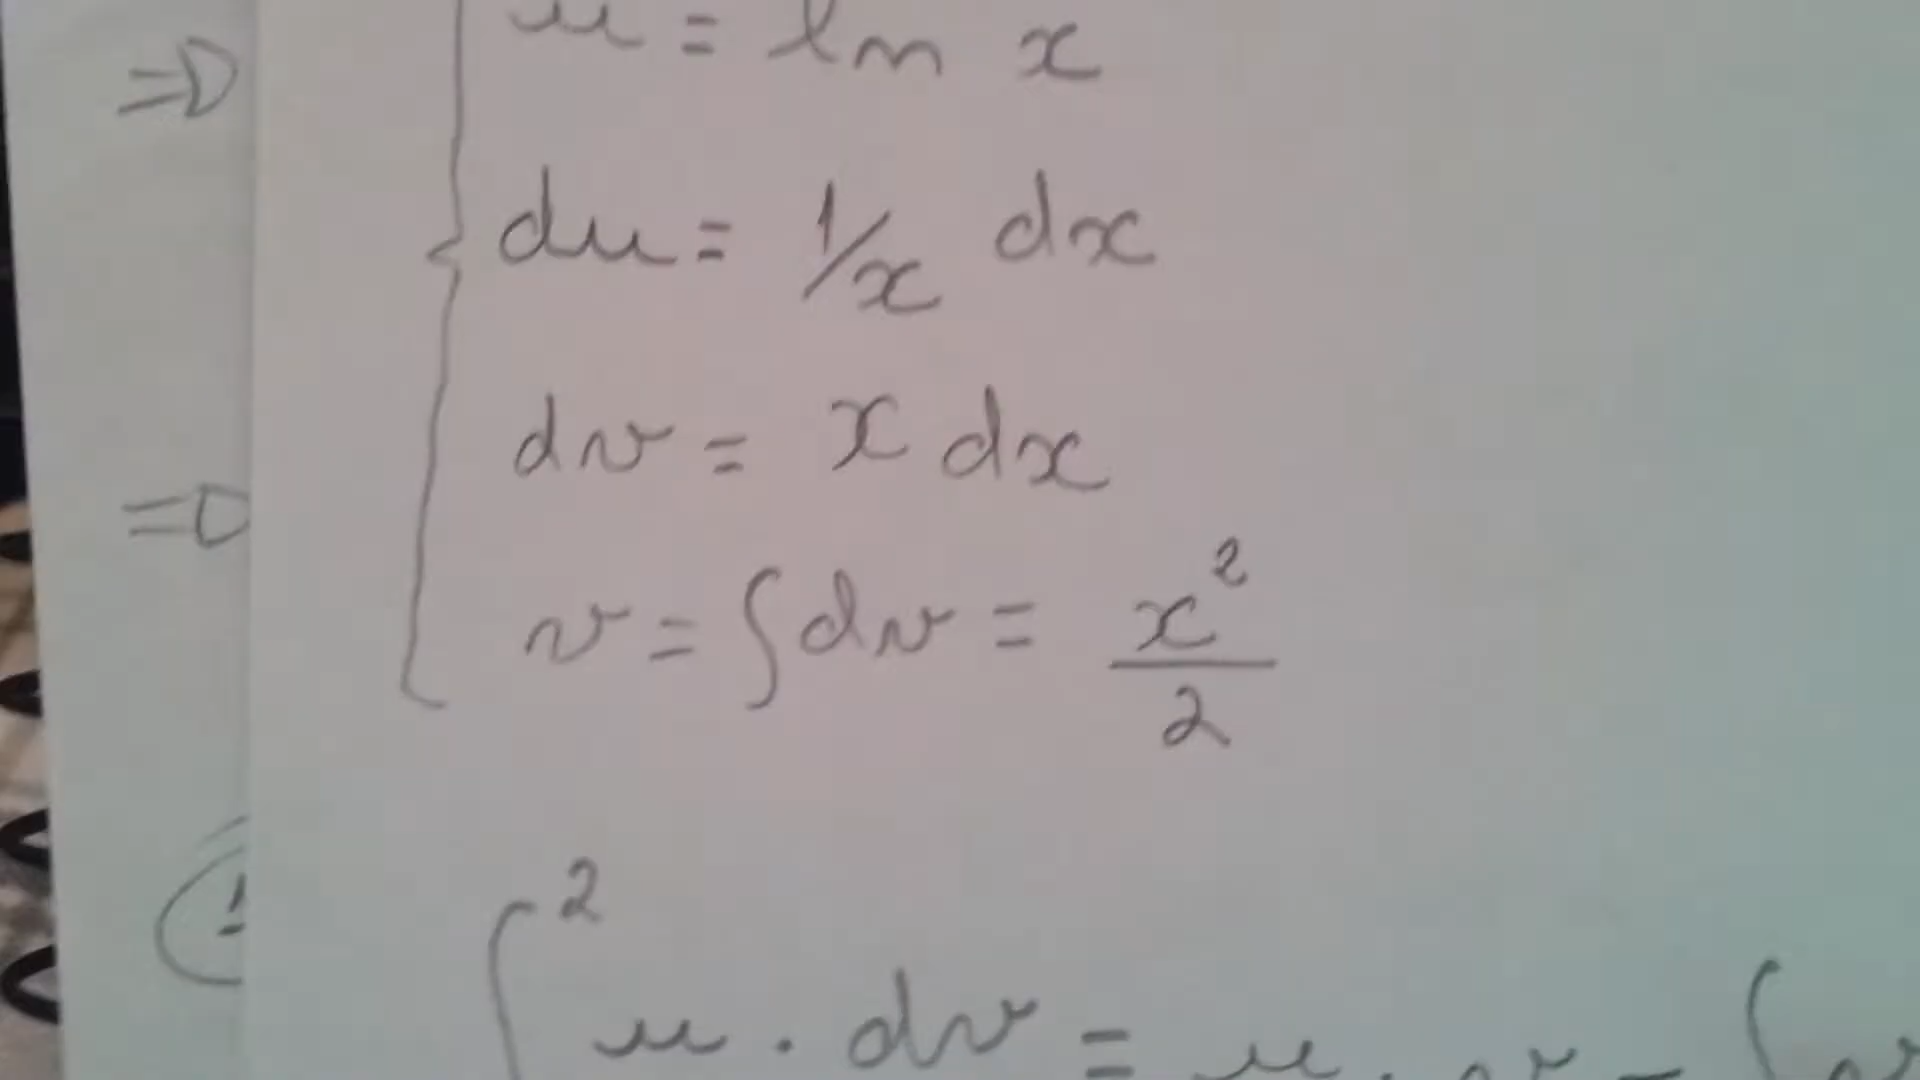 u = ln x
⇒
du = 1/x dx
dv = x dx
⇒
v = ∫ dv = x²/2
∫² u . dv = u . v - ∫ v